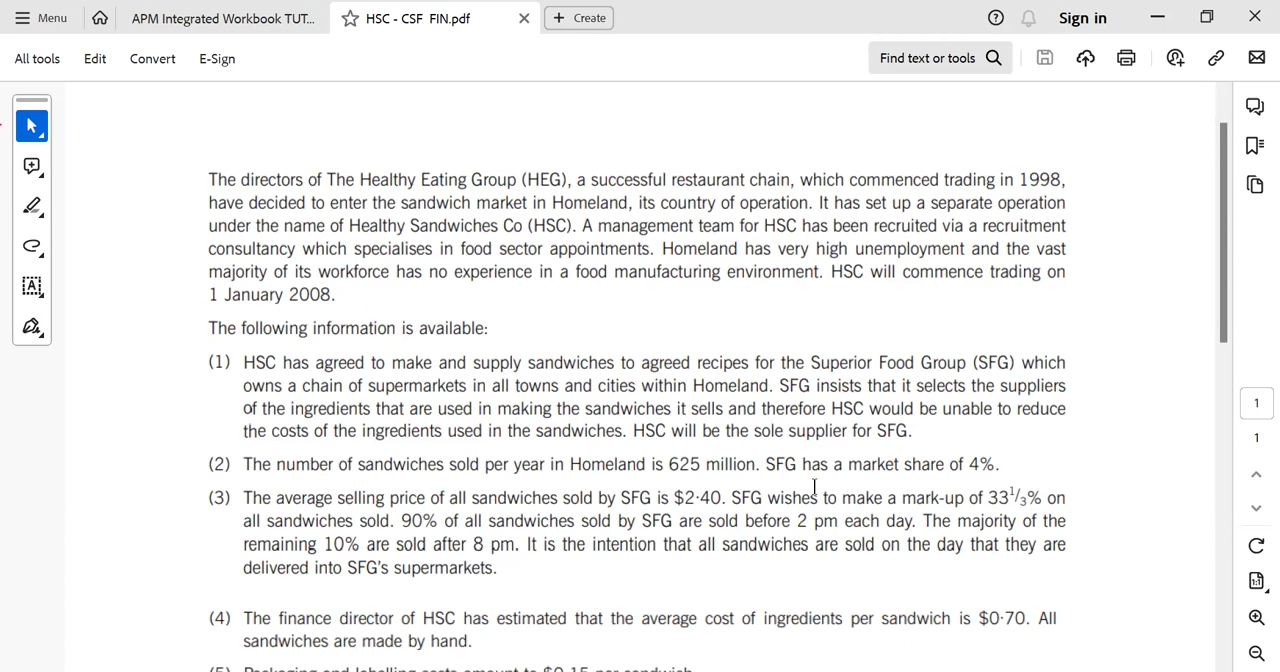 Menu
APM Integrated Workbook TUT...
HSC - CSF FIN.pdf
Create
Sign in
All tools
Edit
Convert
E-Sign
Find text or tools
The directors of The Healthy Eating Group (HEG), a successful restaurant chain, which commenced trading in 1998,
have decided to enter the sandwich market in Homeland, its country of operation. It has set up a separate operation
under the name of Healthy Sandwiches Co (HSC). A management team for HSC has been recruited via a recruitment
consultancy which specialises in food sector appointments. Homeland has very high unemployment and the vast
majority of its workforce has no experience in a food manufacturing environment. HSC will commence trading on
1 January 2008.
The following information is available:
(1) HSC has agreed to make and supply sandwiches to agreed recipes for the Superior Food Group (SFG) which
owns a chain of supermarkets in all towns and cities within Homeland. SFG insists that it selects the suppliers
of the ingredients that are used in making the sandwiches it sells and therefore HSC would be unable to reduce
the costs of the ingredients used in the sandwiches. HSC will be the sole supplier for SFG.
(2) The number of sandwiches sold per year in Homeland is 625 million. SFG has a market share of 4%.
(3) The average selling price of all sandwiches sold by SFG is $2·40. SFG wishes to make a mark-up of 33 1/3% on
all sandwiches sold. 90% of all sandwiches sold by SFG are sold before 2 pm each day. The majority of the
remaining 10% are sold after 8 pm. It is the intention that all sandwiches are sold on the day that they are
delivered into SFG's supermarkets.
(4) The finance director of HSC has estimated that the average cost of ingredients per sandwich is $0·70. All
sandwiches are made by hand.
(5) Packaging and labelling costs amount to $0·15 per sandwich.
1
1
1:1